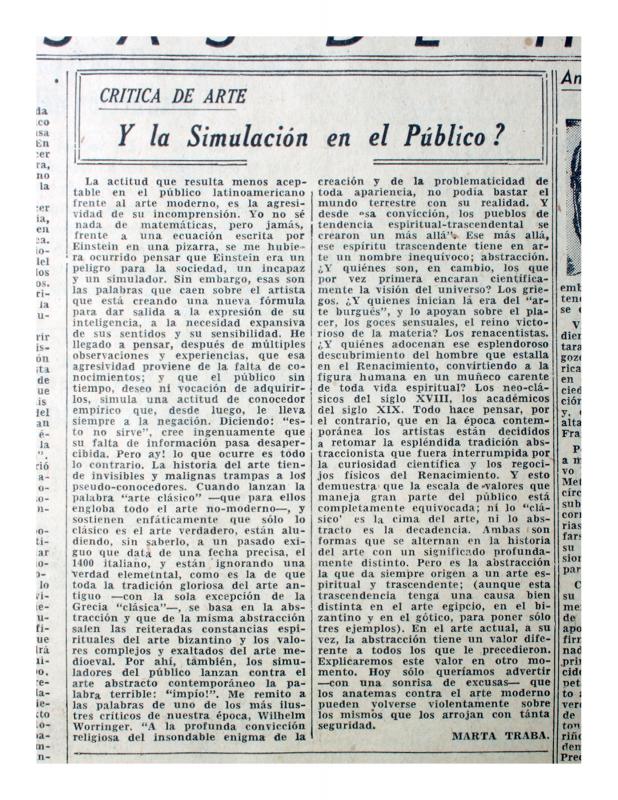 CRITICA DE ARTE
Y la Simulación en el Público?
La actitud que resulta menos acep-
table en el público latinoamericano
frente al arte moderno, es la agresi-
vidad de su incomprensión. Yo no sé
nada de matemáticas, pero jamás,
frente a una ecuación escrita por
Einstein en una pizarra, se me hubie-
ra ocurrido pensar que Einstein era un
peligro para la sociedad, un incapaz
y un simulador. Sin embargo, esas son
las palabras que caen sobre el artista
que está creando una nueva fórmula
para dar salida a la expresión de su
inteligencia, a la necesidad expansiva
de sus sentidos y su sensibilidad. He
llegado a pensar, después de múltiples
observaciones y experiencias, que esa
agresividad proviene de la falta de co-
nocimientos; y que el público sin
tiempo, deseo ni vocación de adquirir-
los, simula una actitud de conocedor
empírico que, desde luego, le lleva
siempre a la negación. Diciendo: "es-
to no sirve", cree ingenuamente que
su falta de información pasa desaper-
cibida. Pero ay! lo que ocurre es todo
lo contrario. La historia del arte tien-
de invisibles y malignas trampas a los
pseudo-conocedores. Cuando lanzan la
palabra "arte clásico" —que para ellos
engloba todo el arte no-moderno—, y
sostienen enfáticamente que sólo lo
clásico es el arte verdadero, están alu-
diendo, sin saberlo, a un pasado exi-
guo que data de una fecha precisa, el
1400 italiano, y están ignorando una
verdad elemetnlal, como es la de que
toda la tradición gloriosa del arte an-
tiguo —con la sola excepción de la
Grecia "clásica"—, se basa en la abs-
tracción y que de la misma abstracción
salen las reiteradas constancias espi-
rituales del arte bizantino y los valo-
res complejos y exaltados del arte me-
dioeval. Por ahí, también, los simu-
ladores del público lanzan contra el
arte abstracto contemporáneo la pa-
labra terrible: "impío!". Me remito a
las palabras de uno de los más ilus-
tres críticos de nuestra época, Wilhelm
Worringer. "A la profunda convicción
religiosa del insondable enigma de la
creación y de la problematicidad de
toda apariencia, no podía bastar el
mundo terrestre con su realidad. Y
desde esa convicción, los pueblos de
tendencia espiritual-trascendental se
crearon un más allá". Ese más allá,
ese espíritu trascendente tiene en ar-
te un nombre inequívoco; abstracción.
¿Y quiénes son, en cambio, los que
por vez primera encaran científica-
mente la visión del universo? Los grie-
gos. ¿Y quienes inician lá era del "ar-
te burgués", y lo apoyan sobre el pla-
cer, los goces sensuales, el reino victo-
rioso de la materia? Los renacentistas.
¿Y quiénes adocenan ese esplendoroso
descubrimiento del hombre que estalla
en el Renacimiento, convirtiendo a la
figura humana en un muñeco carente
de toda vida espiritual? Los neo-clá-
sicos del siglo XVIII, los académicos
del siglo XIX. Todo hace pensar, por
el contrario, que en la época contem-
poránea los artistas están decididos
a retomar la espléndida tradición abs-
traccionista que fuera interrumpida por
la curiosidad científica y los regoci-
jos físicos del Renacimiento. Y esto
demuestra que la escala de valores que
maneja gran parte del público está
completamente equivocada; ni lo "clá-
sico" es la cima del arte, ni lo abs-
tracto es la decadencia. Ambas son
formas que se alternan en la historia
del arte con un significado profunda-
mente distinto. Pero es la abstracción
la que da siempre origen a un arte es-
piritual y trascendente; (aunque esta
trascendencia tenga una causa bien
distinta en el arte egipcio, en el bi-
zantino y en el gótico, para poner sólo
tres ejemplos). En el arte actual, a su
vez, la abstracción tiene un valor dife-
rente a todos los que le precedieron.
Explicaremos este valor en otro mo-
mento. Hoy sólo queríamos advertir
—con una sonrisa de excusas— que
los anatemas contra el arte moderno
pueden volverse violentamente sobre
los mismos que los arrojan con tánta
seguridad.
MARTA TRABA.